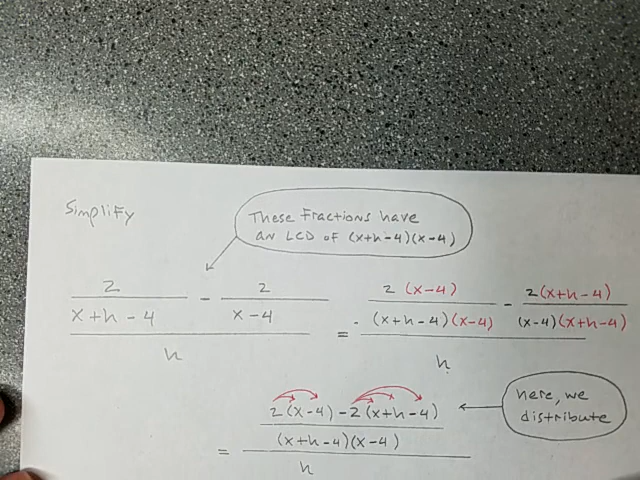 Simplify
These Fractions have
an LCD of (x+h-4)(x-4)
2/(x+h-4) - 2/(x-4)
h
= 2(x-4)/((x+h-4)(x-4)) - 2(x+h-4)/((x-4)(x+h-4))
h
= (2(x-4) - 2(x+h-4))/((x+h-4)(x-4))
h
here, we
distribute